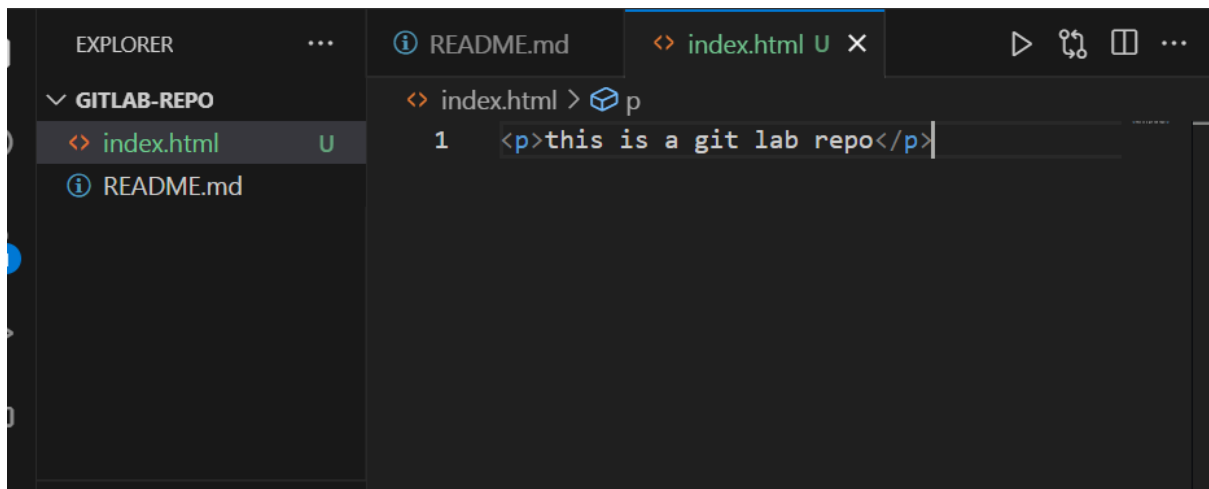 EXPLORER ...
README.md
index.html U
GITLAB-REPO
index.html > p
index.html U
1 <p>this is a git lab repo</p>
README.md